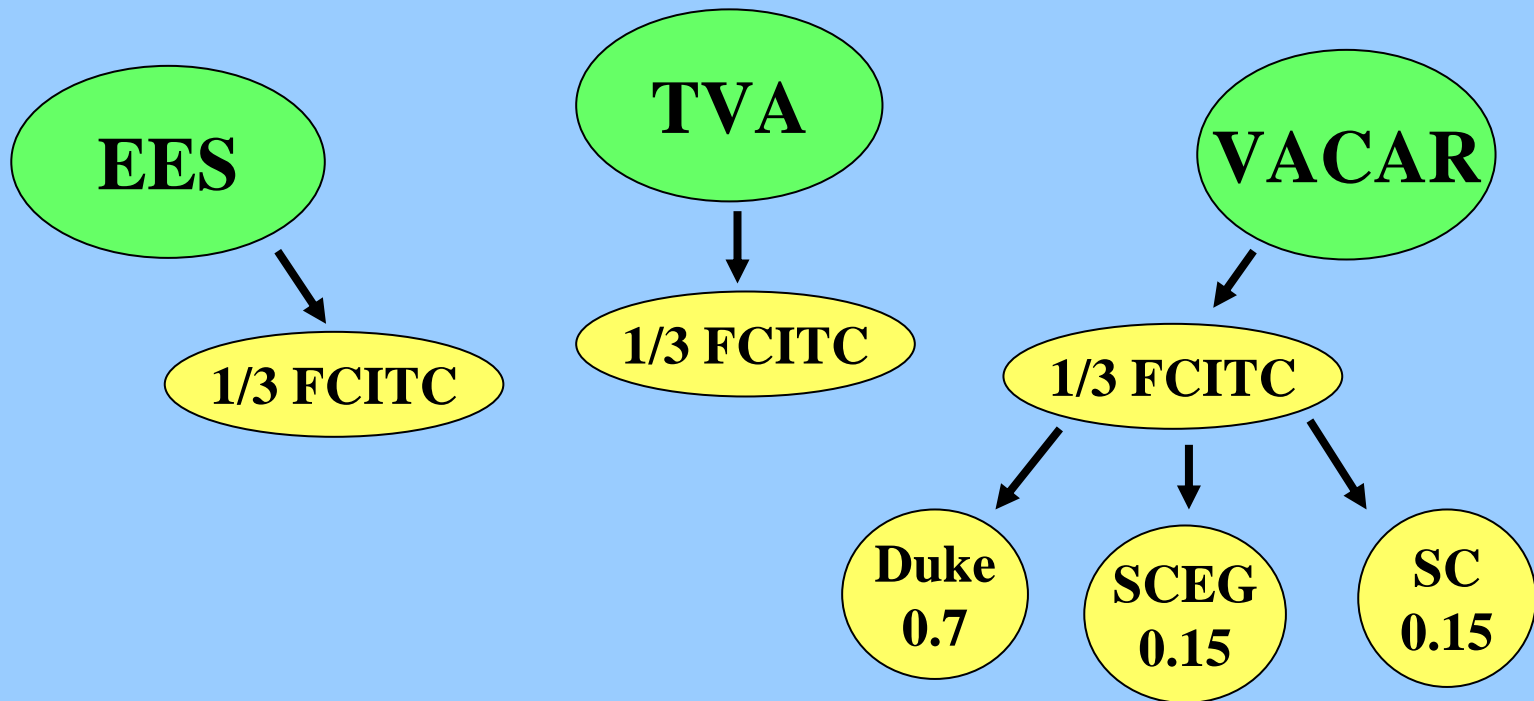 EES
TVA
VACAR
1/3 FCITC
1/3 FCITC
1/3 FCITC
Duke
0.7
SCEG
0.15
SC
0.15